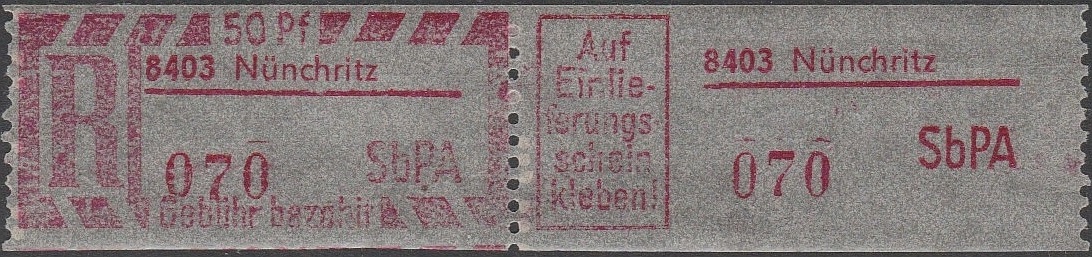 50 Pf
R
8403 Nünchritz
070 SbPA
Gebühr bezahlt
Auf
Einlie-
ferungs-
schein
kleben!
8403 Nünchritz
070 SbPA